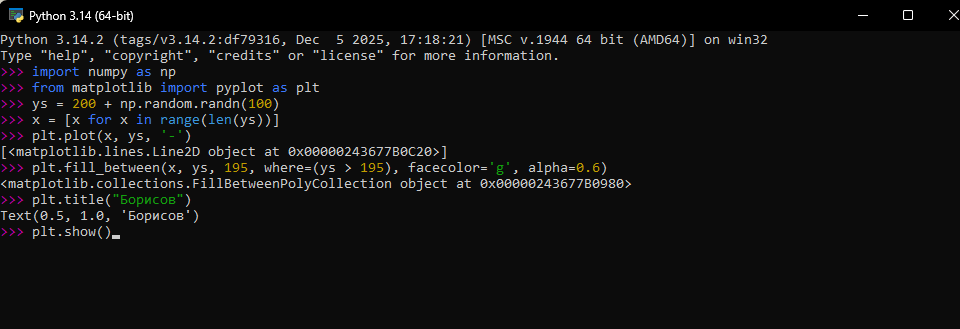 Python 3.14 (64-bit)
Python 3.14.2 (tags/v3.14.2:df79316, Dec  5 2025, 17:18:21) [MSC v.1944 64 bit (AMD64)] on win32
Type "help", "copyright", "credits" or "license" for more information.
>>> import numpy as np
>>> from matplotlib import pyplot as plt
>>> ys = 200 + np.random.randn(100)
>>> x = [x for x in range(len(ys))]
>>> plt.plot(x, ys, '-')
[<matplotlib.lines.Line2D object at 0x00000243677B0C20>]
>>> plt.fill_between(x, ys, 195, where=(ys > 195), facecolor='g', alpha=0.6)
<matplotlib.collections.FillBetweenPolyCollection object at 0x00000243677B0980>
>>> plt.title("Борисов")
Text(0.5, 1.0, 'Борисов')
>>> plt.show()